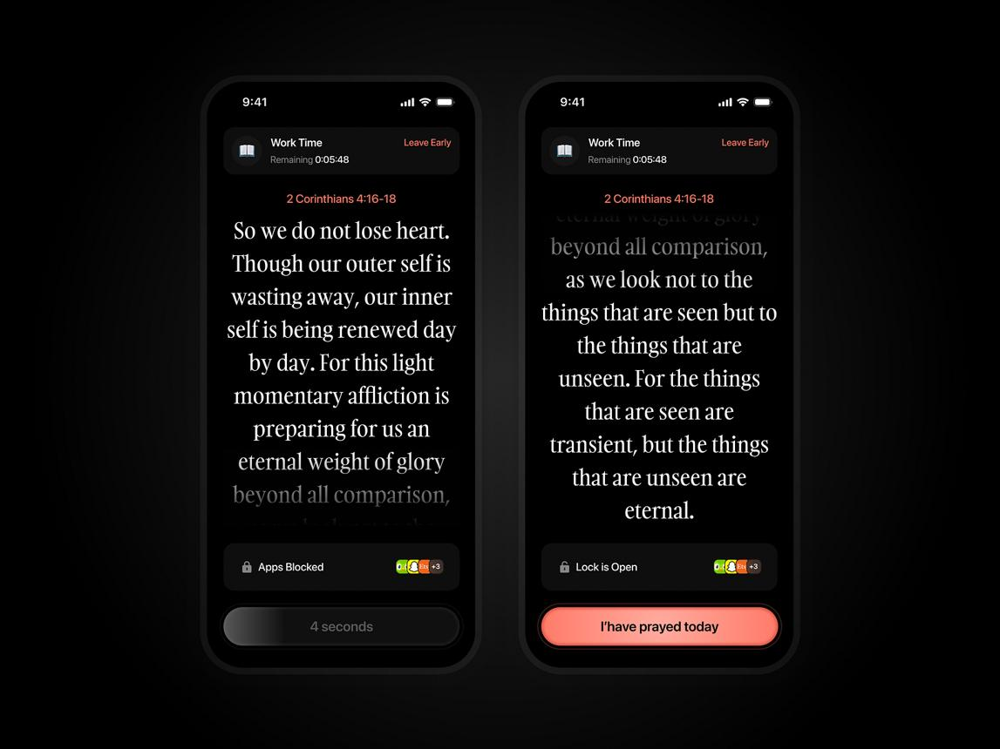 9:41
Work Time
Leave Early
Remaining 0:05:48
2 Corinthians 4:16-18
So we do not lose heart.
Though our outer self is
wasting away, our inner
self is being renewed day
by day. For this light
momentary affliction is
preparing for us an
eternal weight of glory
beyond all comparison,
Apps Blocked
+3
4 seconds
9:41
Work Time
Leave Early
Remaining 0:05:48
2 Corinthians 4:16-18
eternal weight of glory
beyond all comparison,
as we look not to the
things that are seen but to
the things that are
unseen. For the things
that are seen are
transient, but the things
that are unseen are
eternal.
Lock is Open
+3
I'have prayed today